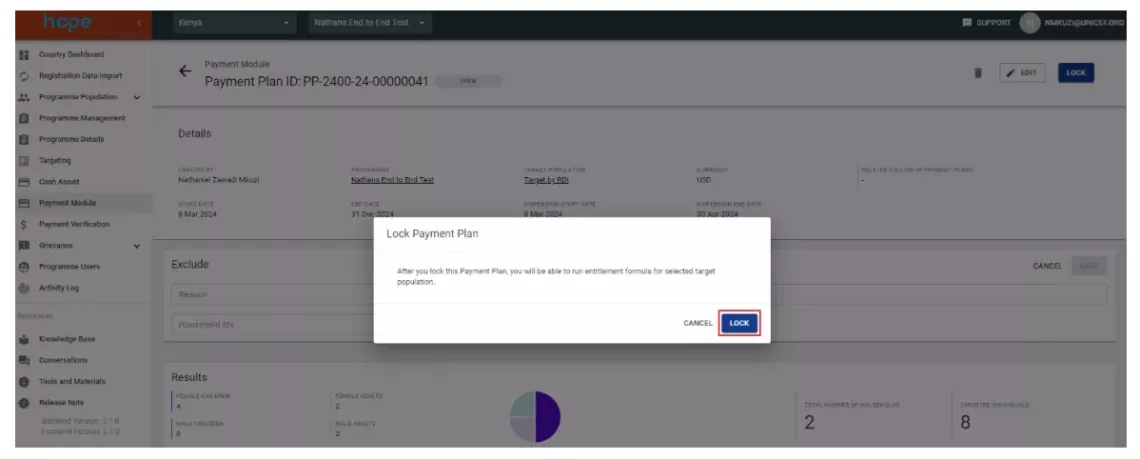 hope
Kenya
Nathans End to End Test
SUPPORT
N
NMKUZI@UNICEF.ORG
Country Dashboard
Registration Data Import
Programme Population
Programme Management
Programme Details
Targeting
Cash Assist
Payment Module
Payment Verification
Grievance
Programme Users
Activity Log
Resources
Knowledge Base
Conversations
Tools and Materials
Release Note
Backend Version: 2.1.0
Frontend Version: 2.1.0
Payment Module
Payment Plan ID: PP-2400-24-00000041
OPEN
EDIT
LOCK
Details
CREATED BY
Nathaniel Zawadi Mkuzi
PROGRAMME
Nathans End to End Test
TARGET POPULATION
Target by RDI
CURRENCY
USD
RELATED FOLLOW UP PAYMENT PLANS
-
START DATE
8 Mar 2024
END DATE
31 Dec 2024
DISPERSION START DATE
8 Mar 2024
DISPERSION END DATE
30 Apr 2024
Lock Payment Plan
After you lock this Payment Plan, you will be able to run entitlement formula for selected target
population.
CANCEL
LOCK
Exclude
CANCEL
SAVE
Reason
Household Ids
Results
FEMALE CHILDREN
4
FEMALE ADULTS
2
MALE CHILDREN
0
MALE ADULTS
2
TOTAL NUMBER OF HOUSEHOLDS
2
TARGETED INDIVIDUALS
8